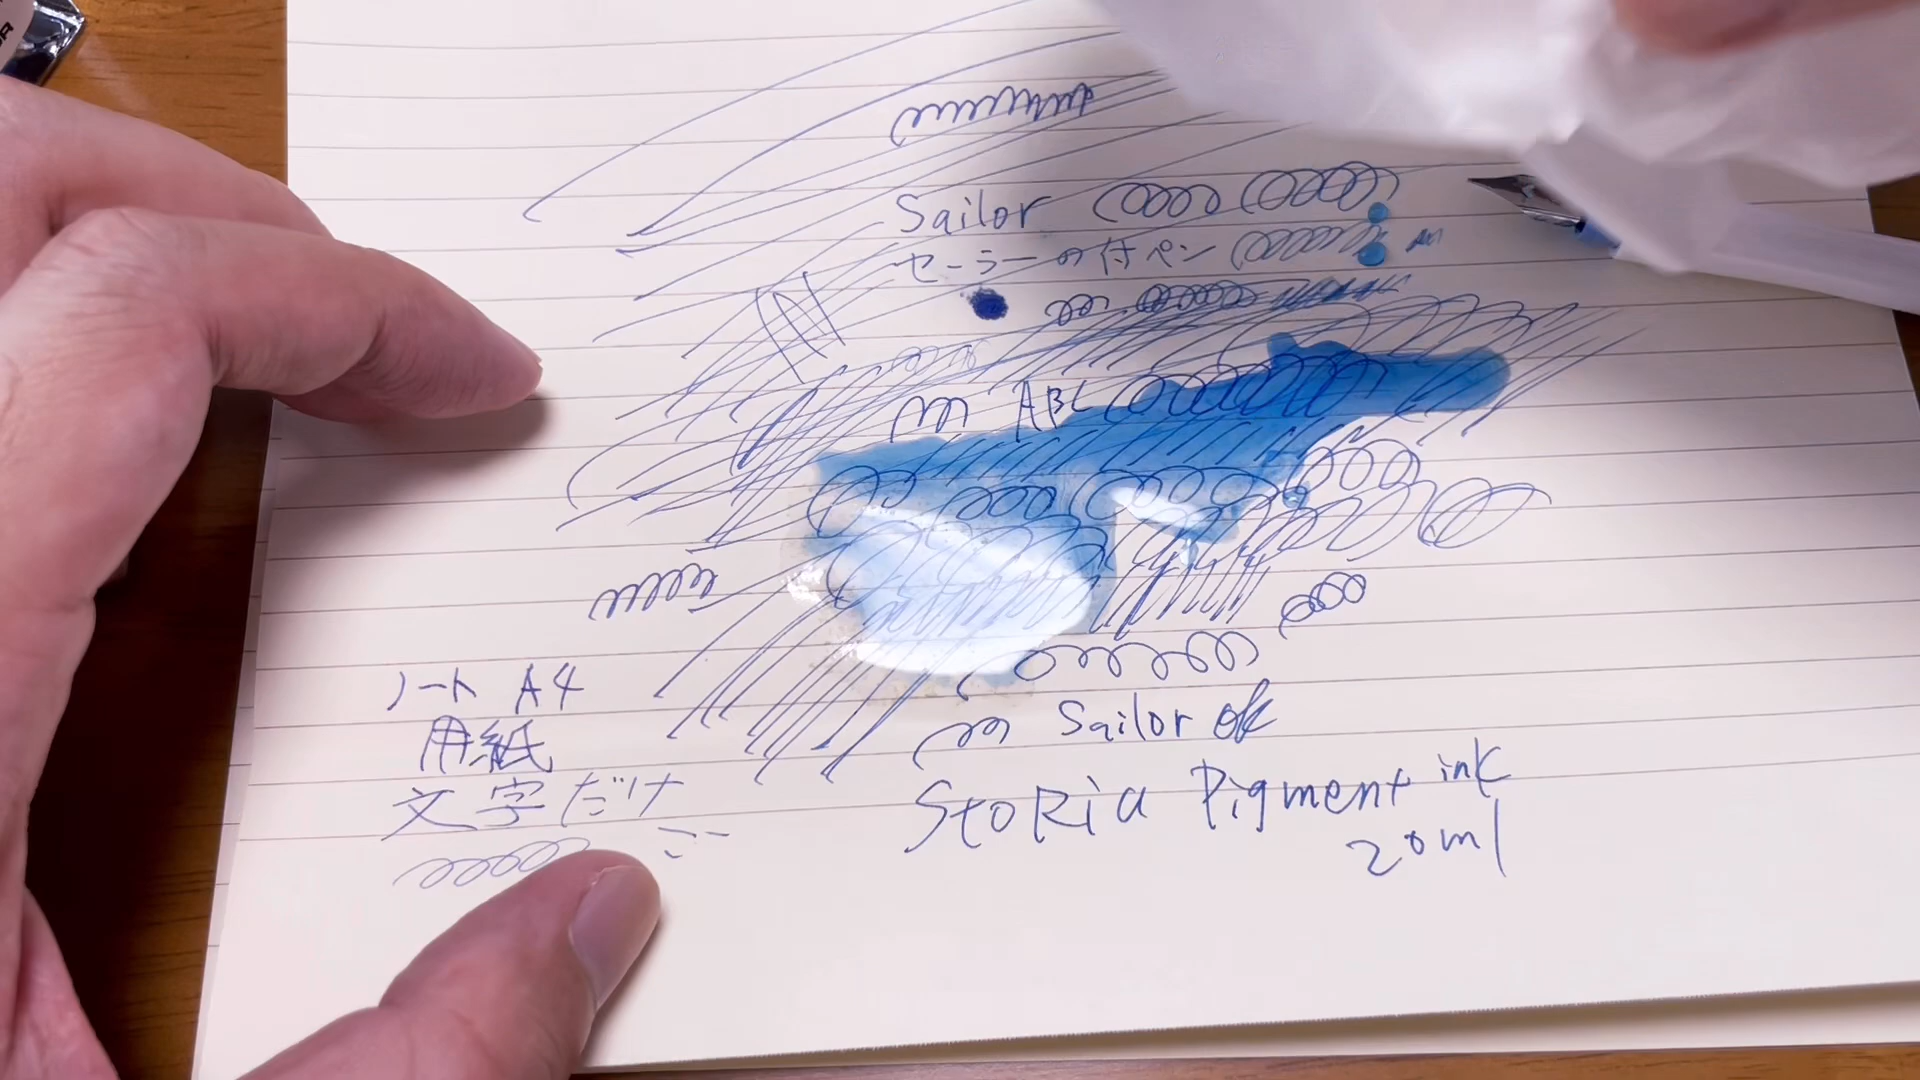 Sailor
セーラーの付ペン
ABC
Sailor ok
Storia Pigment ink
20ml
ノート A4
用紙
文字だけ